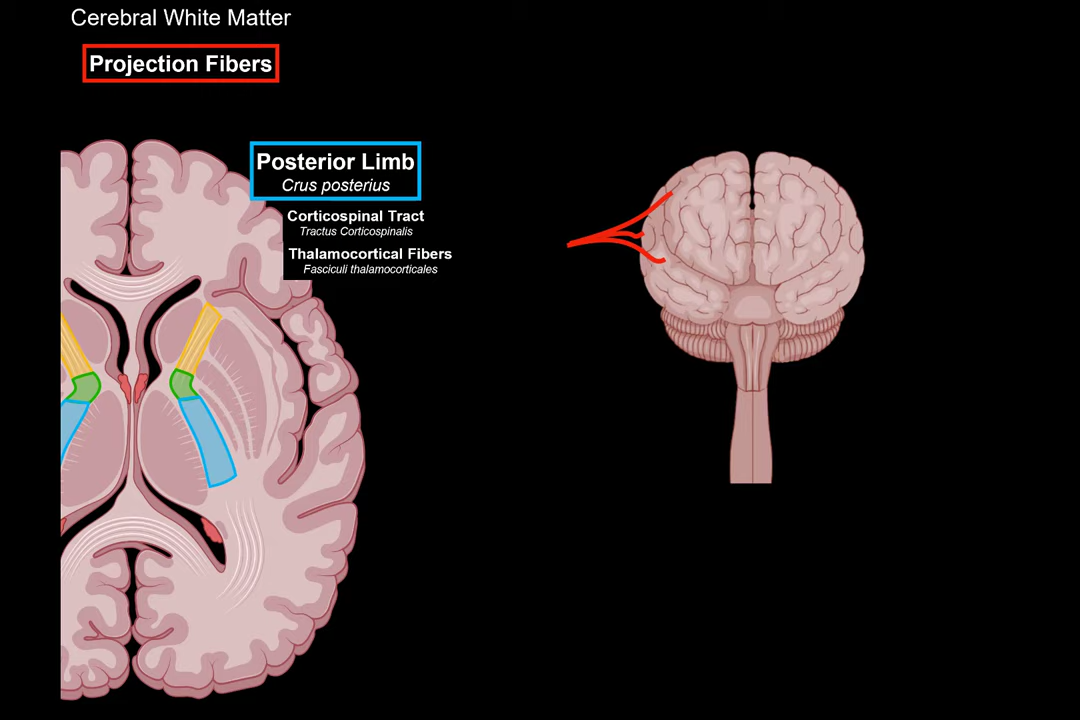 Cerebral White Matter
Projection Fibers
Posterior Limb
Crus posterius
Corticospinal Tract
Tractus Corticospinalis
Thalamocortical Fibers
Fasciculi thalamocorticales